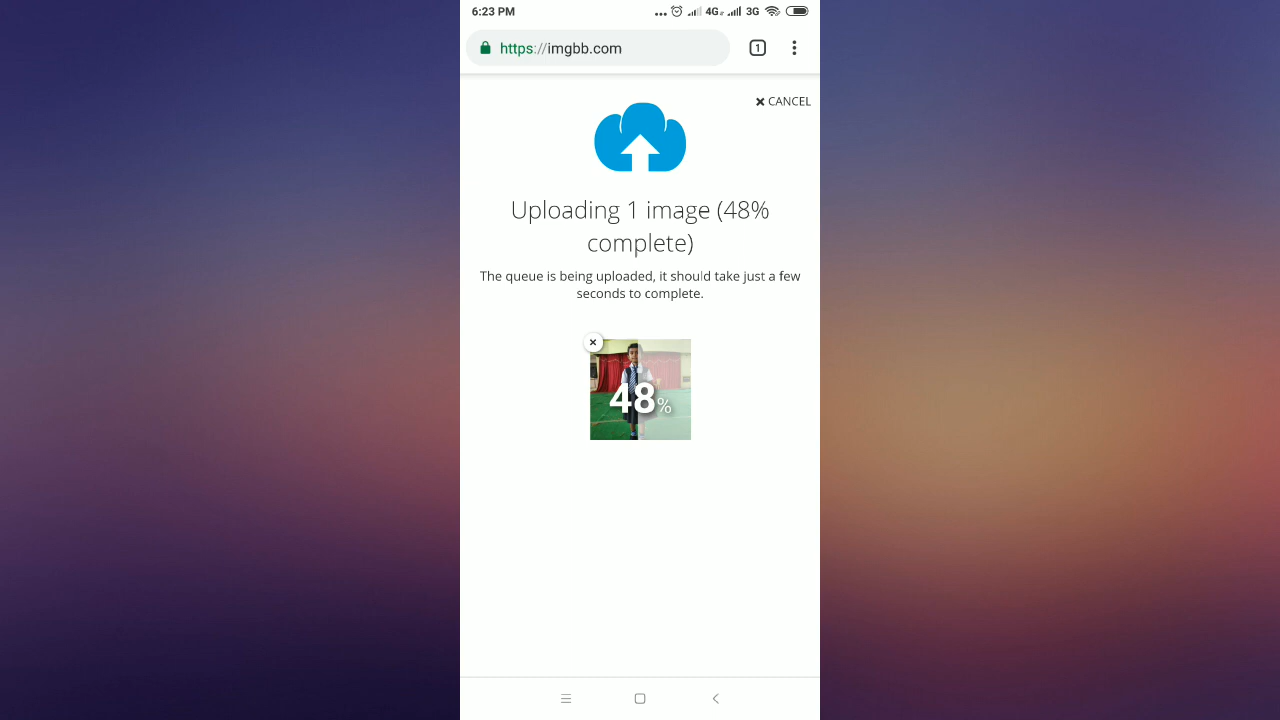 6:23 PM 4G 3G
https://imgbb.com 1
× CANCEL
Uploading 1 image (48%
complete)
The queue is being uploaded, it should take just a few
seconds to complete.
×
48%